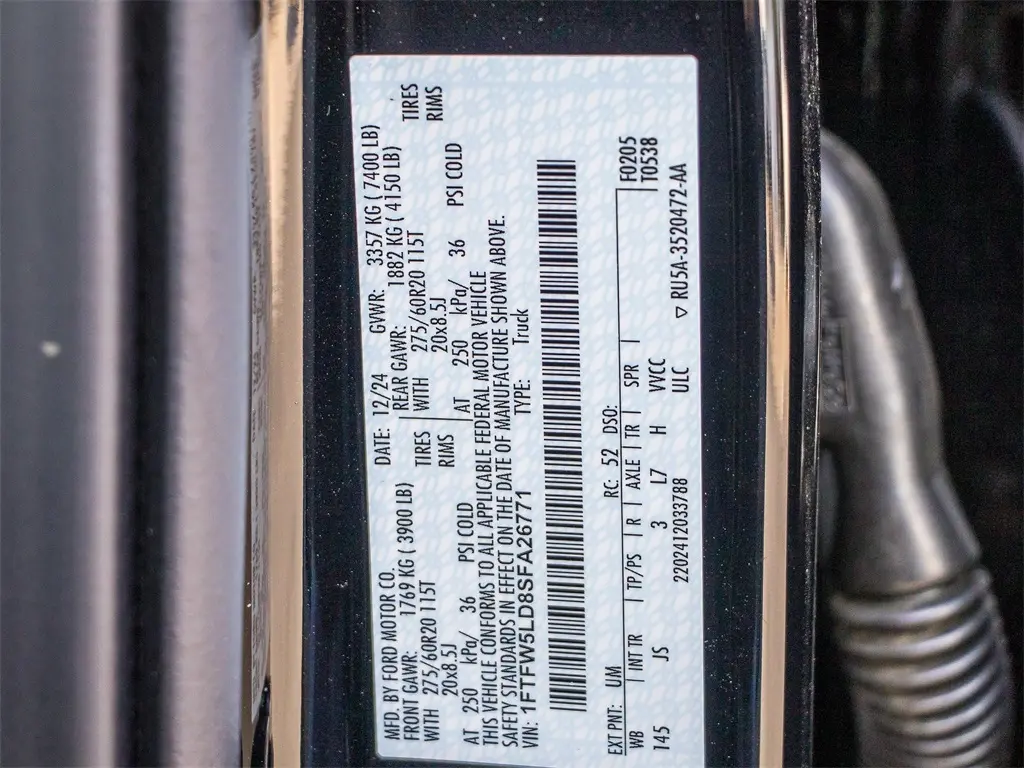 MFD. BY FORD MOTOR CO. DATE: 12/24 GVWR: 3357 KG ( 7400 LB)
FRONT GAWR: 1769 KG ( 3900 LB) REAR GAWR: 1882 KG ( 4150 LB)
WITH 275/60R20 115T TIRES WITH 275/60R20 115T TIRES
20x8.5J RIMS 20x8.5J RIMS
AT 250 kPa/ 36 PSI COLD AT 250 kPa/ 36 PSI COLD
THIS VEHICLE CONFORMS TO ALL APPLICABLE FEDERAL MOTOR VEHICLE
SAFETY STANDARDS IN EFFECT ON THE DATE OF MANUFACTURE SHOWN ABOVE.
VIN: 1FTFW5LD8SFA26771 TYPE: Truck
EXT PNT: UM RC: 52 DSO: F0205
WB | INT TR | TP/PS | R | AXLE | TR | SPR | T0538
145 JS 3 L7 H VVCC
2202412033788 ULC ▽ RU5A-3520472-AA